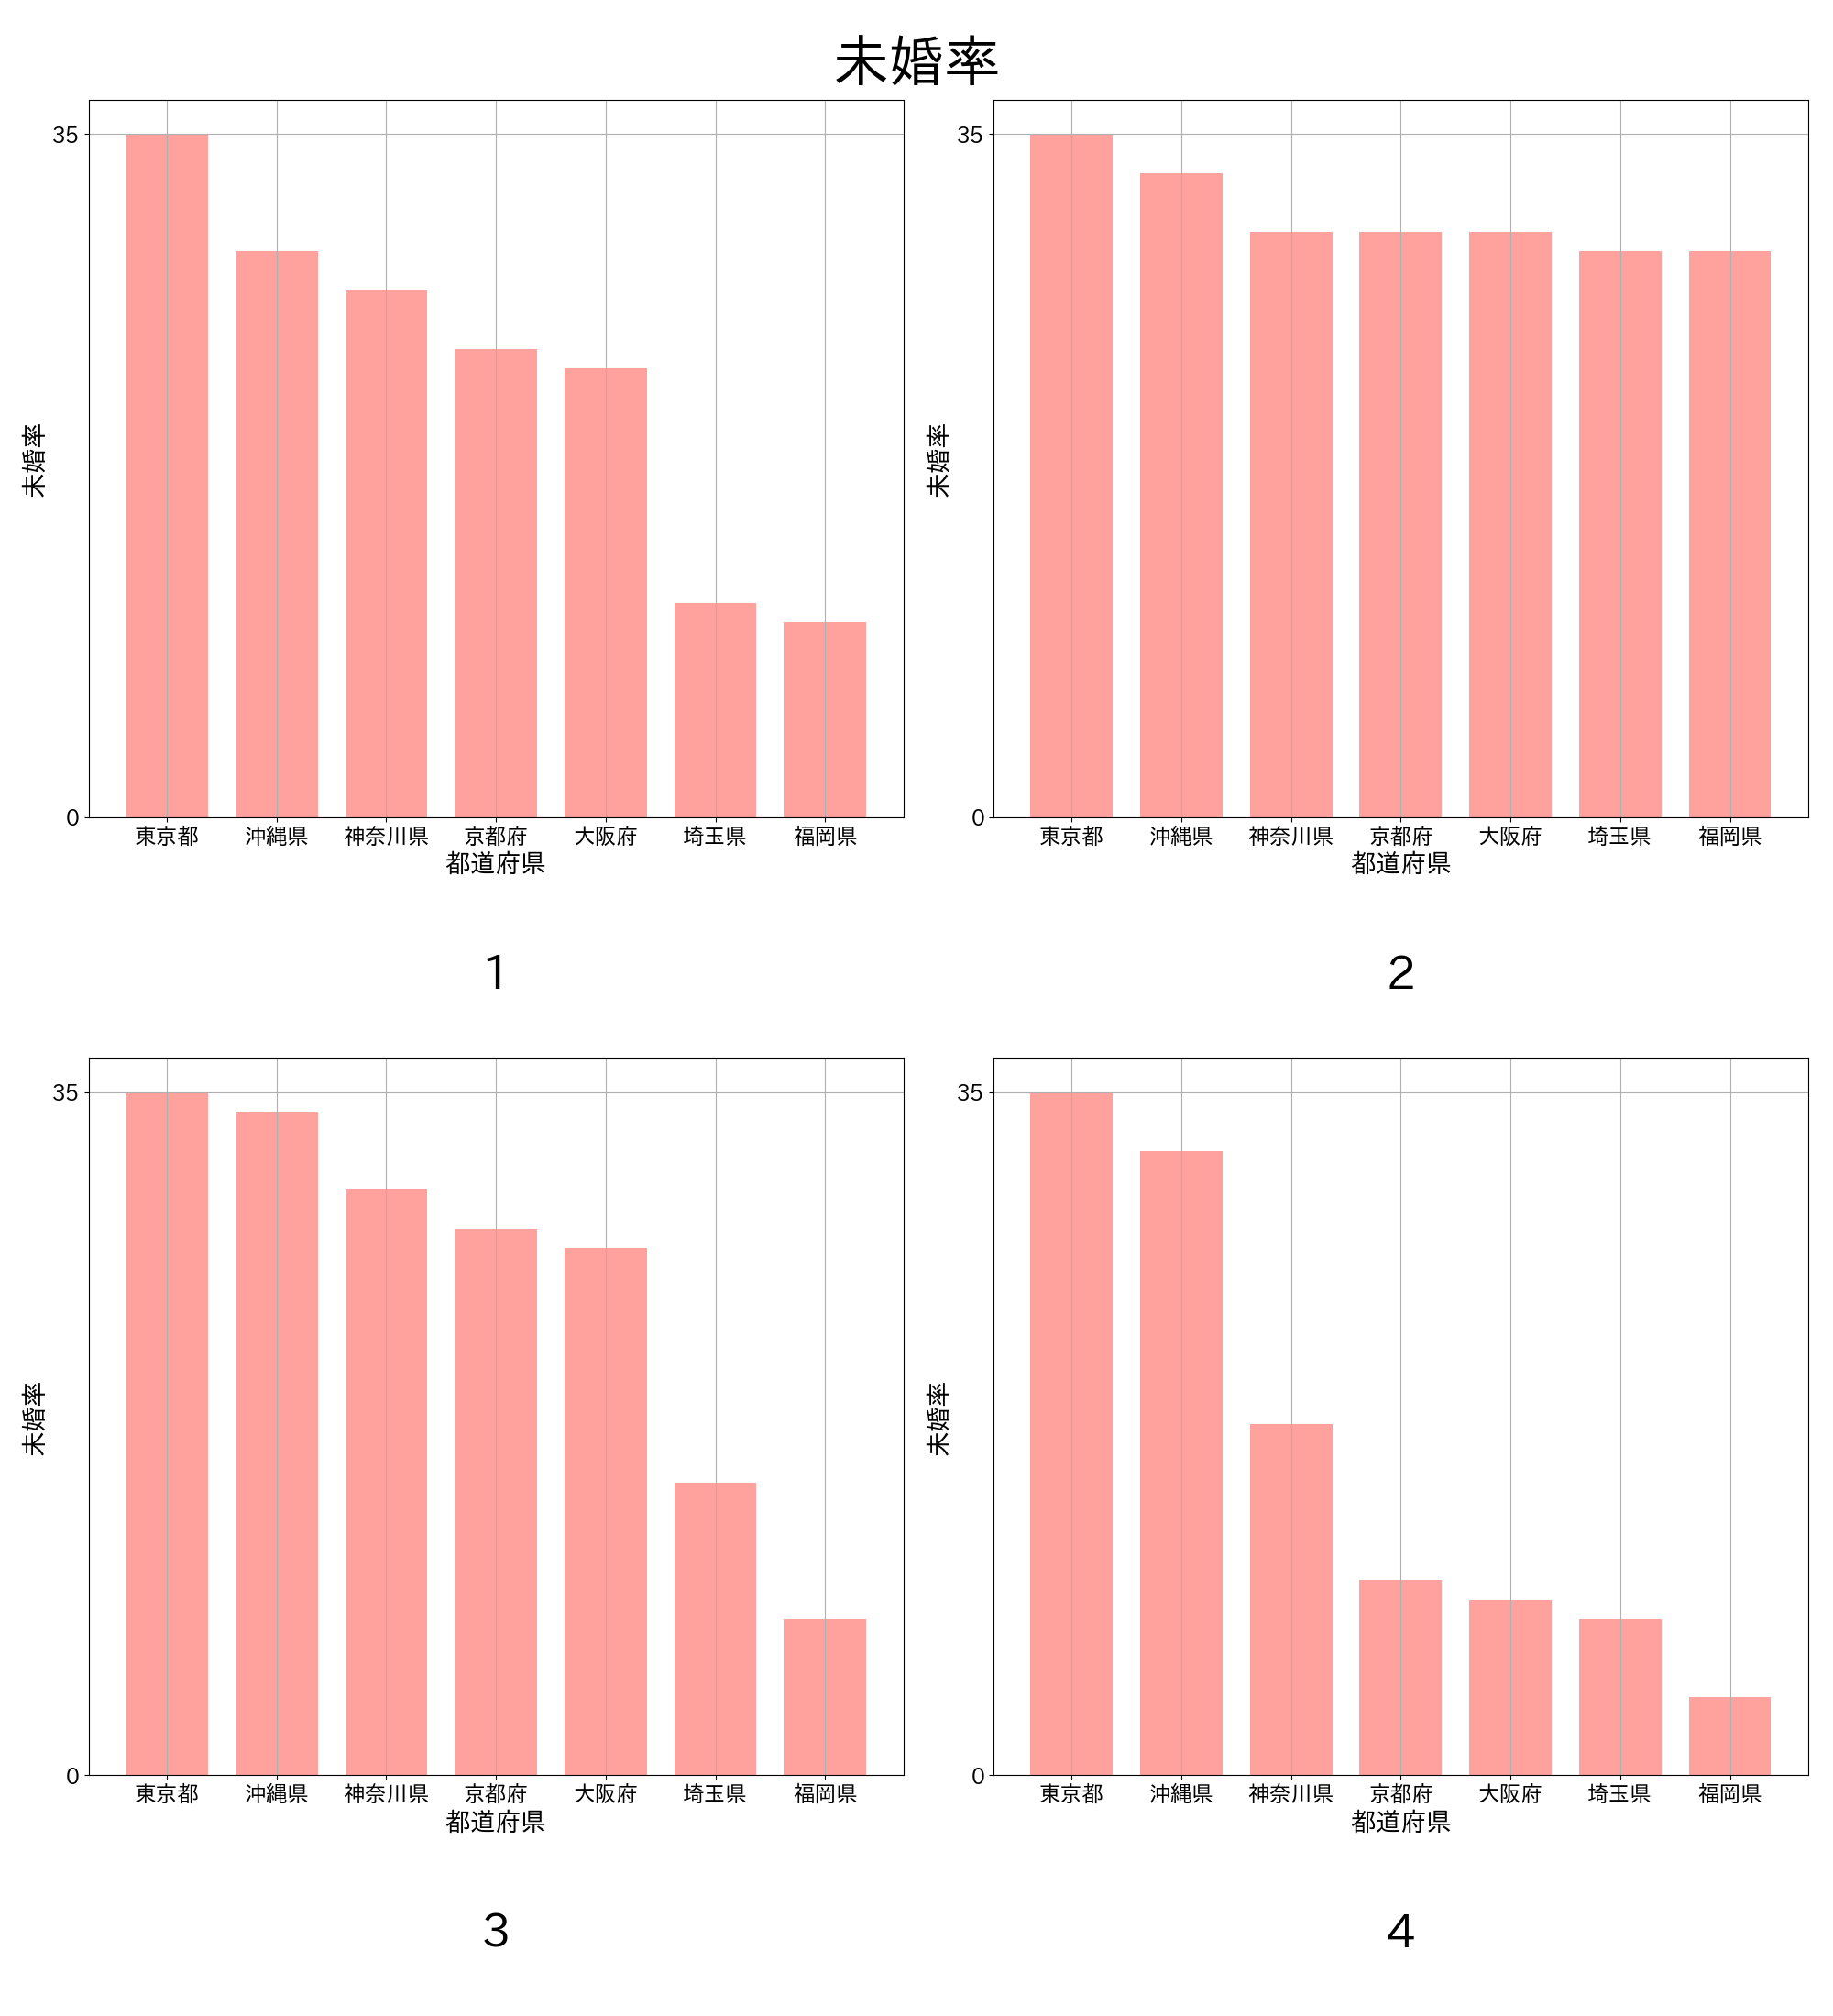 未婚率
35
0
未婚率
東京都 沖縄県 神奈川県 京都府 大阪府 埼玉県 福岡県
都道府県
1
35
0
未婚率
東京都 沖縄県 神奈川県 京都府 大阪府 埼玉県 福岡県
都道府県
2
35
0
未婚率
東京都 沖縄県 神奈川県 京都府 大阪府 埼玉県 福岡県
都道府県
3
35
0
未婚率
東京都 沖縄県 神奈川県 京都府 大阪府 埼玉県 福岡県
都道府県
4